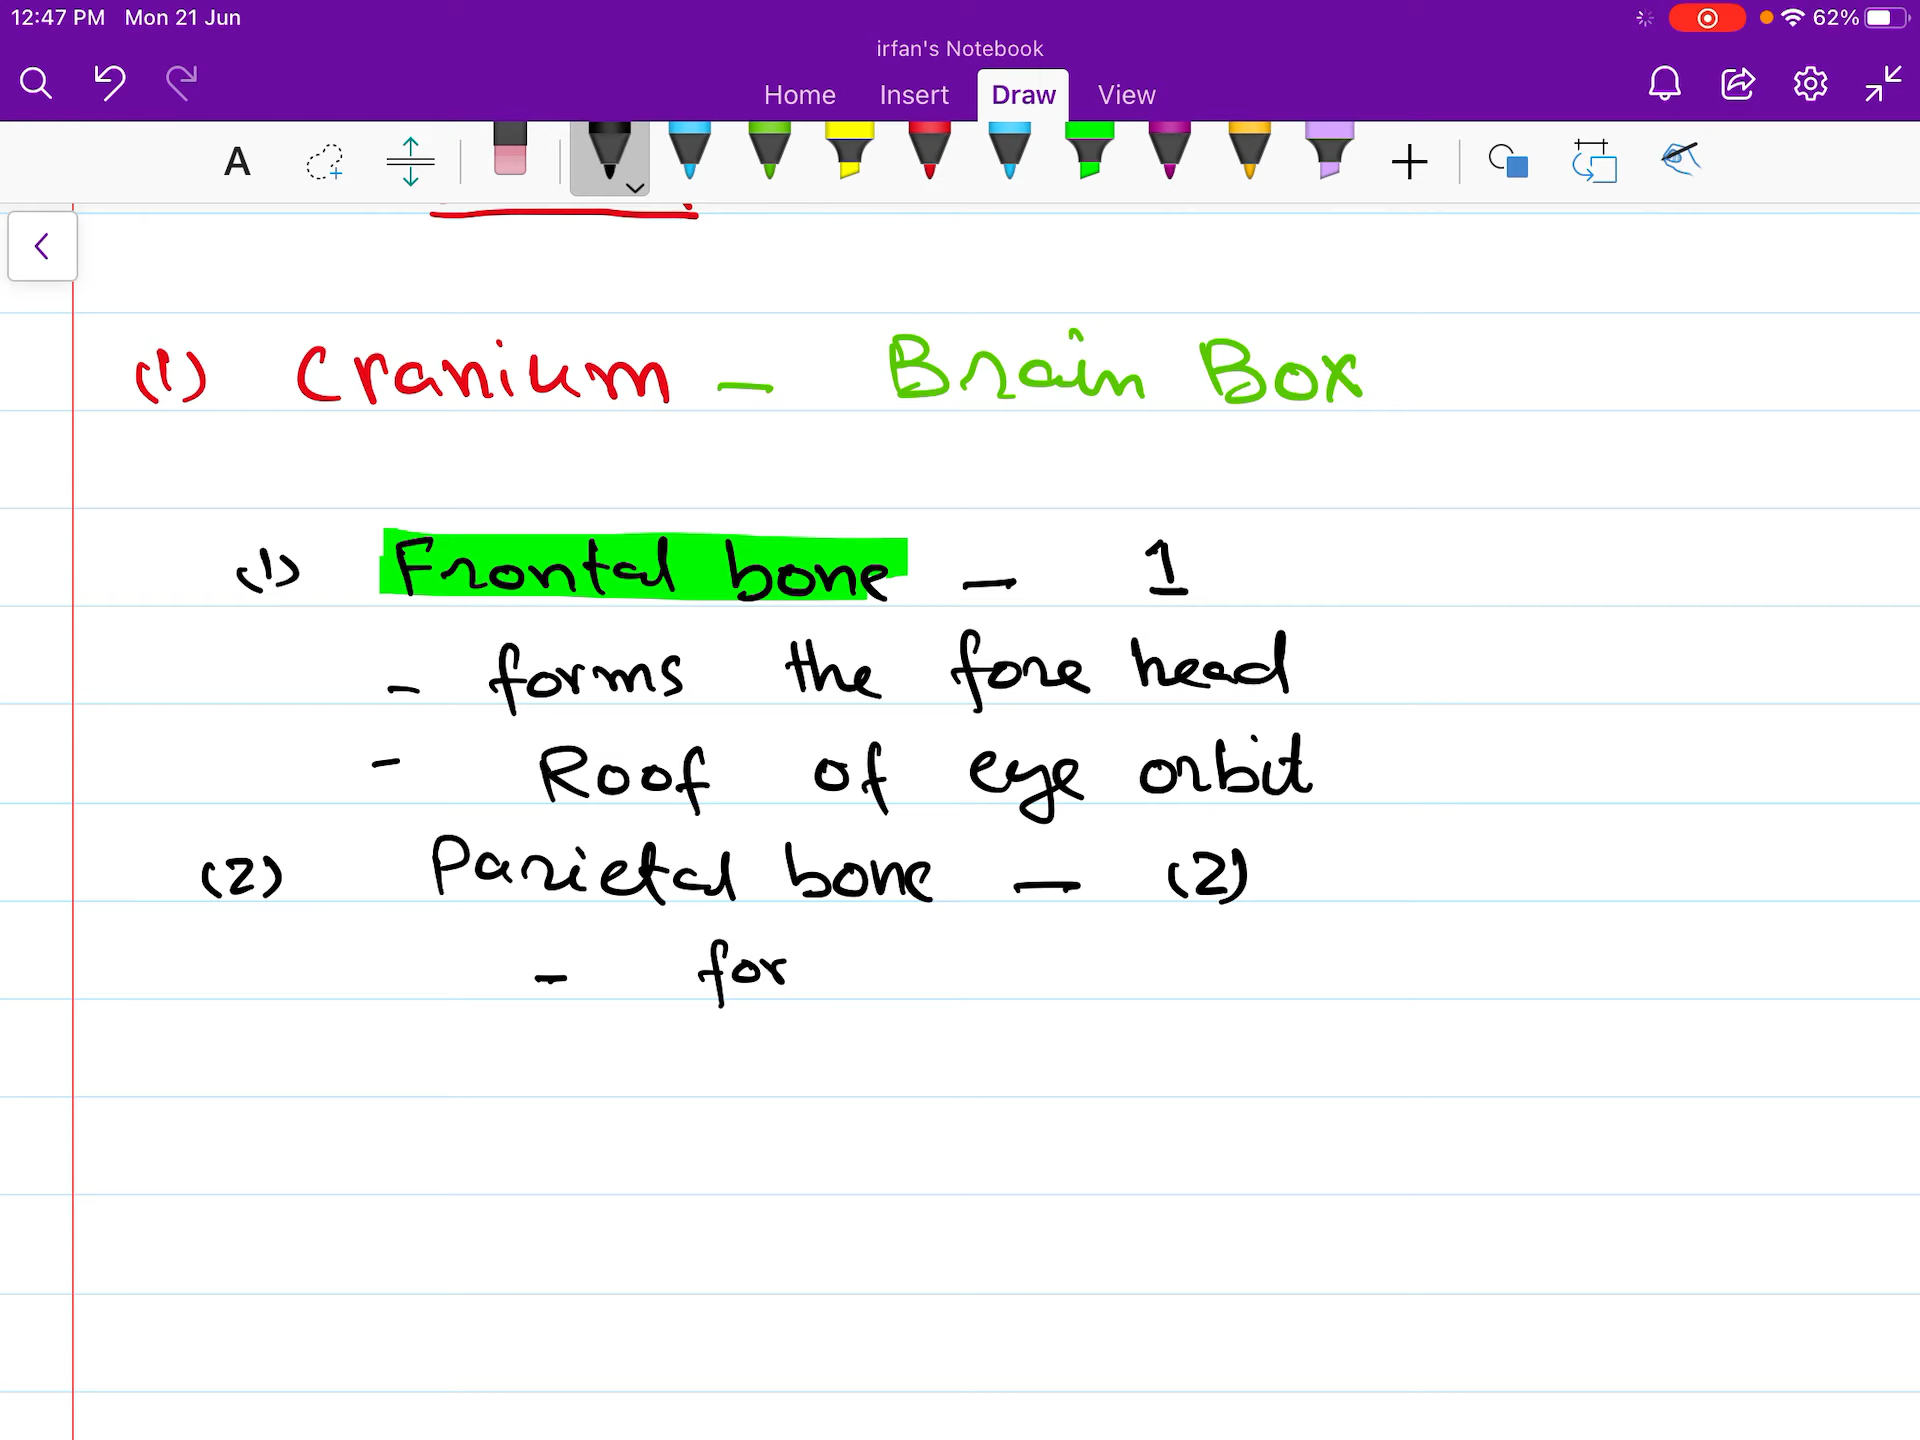 12:47 PM Mon 21 Jun 62%
irfan's Notebook
Home Insert Draw View
A
(1) Cranium – Brain Box
(1) Frontal bone – 1
- forms the fore head
- Roof of eye orbit
(2) Parietal bone – (2)
- for